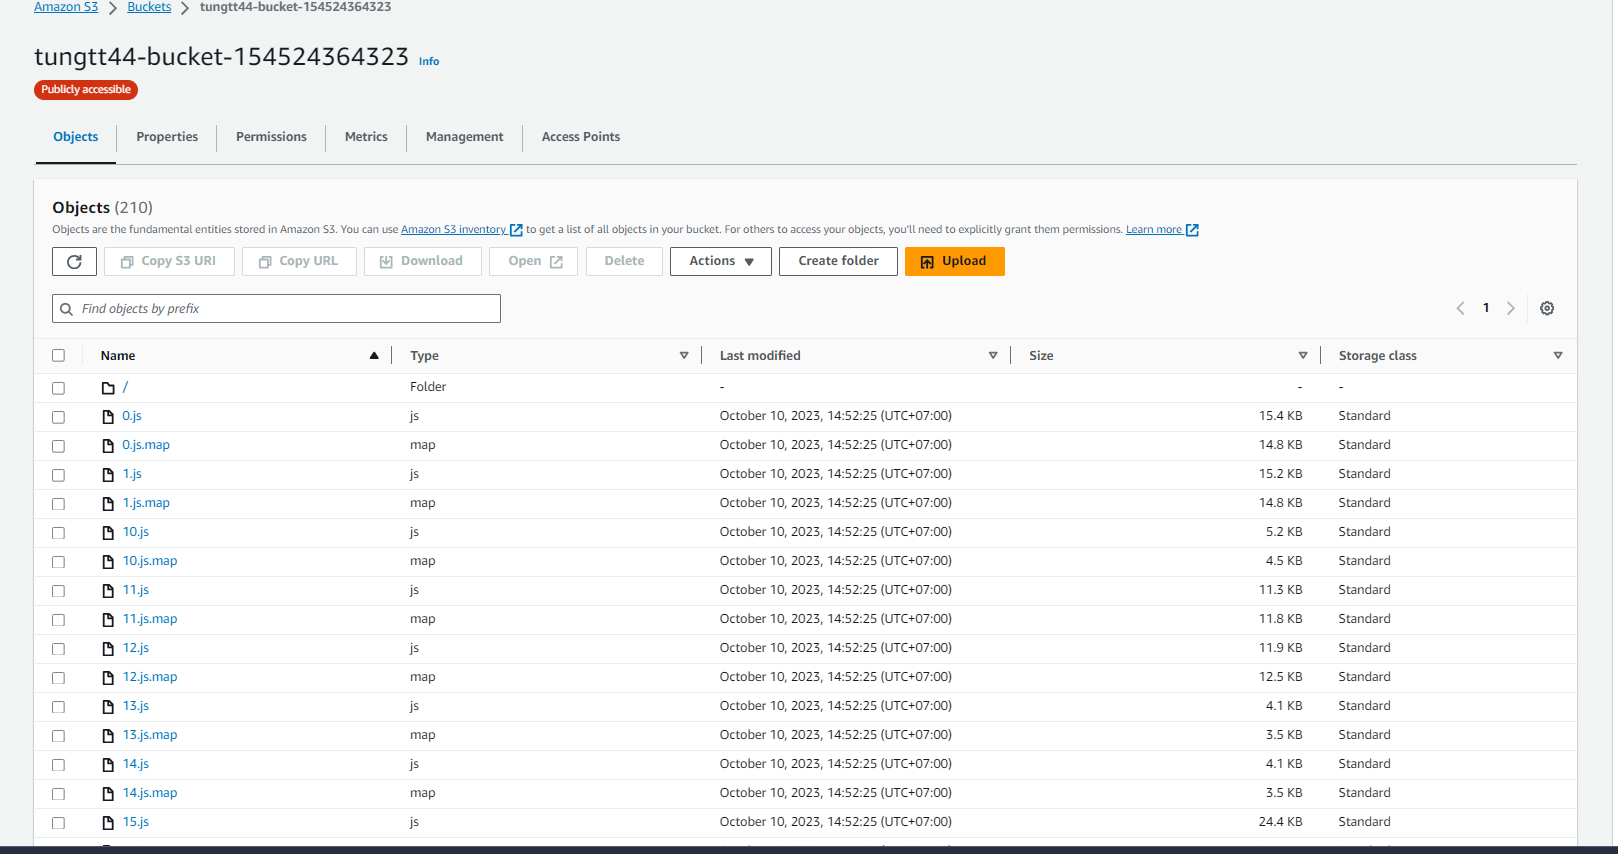 Amazon S3 > Buckets > tungtt44-bucket-154524364323
tungtt44-bucket-154524364323 Info
Publicly accessible
Objects Properties Permissions Metrics Management Access Points
Objects (210)
Objects are the fundamental entities stored in Amazon S3. You can use Amazon S3 inventory to get a list of all objects in your bucket. For others to access your objects, you'll need to explicitly grant them permissions. Learn more
Copy S3 URI Copy URL Download Open Delete Actions Create folder Upload
Find objects by prefix 1
Name Type Last modified Size Storage class
/ Folder - - -
0.js js October 10, 2023, 14:52:25 (UTC+07:00) 15.4 KB Standard
0.js.map map October 10, 2023, 14:52:25 (UTC+07:00) 14.8 KB Standard
1.js js October 10, 2023, 14:52:25 (UTC+07:00) 15.2 KB Standard
1.js.map map October 10, 2023, 14:52:25 (UTC+07:00) 14.8 KB Standard
10.js js October 10, 2023, 14:52:25 (UTC+07:00) 5.2 KB Standard
10.js.map map October 10, 2023, 14:52:25 (UTC+07:00) 4.5 KB Standard
11.js js October 10, 2023, 14:52:25 (UTC+07:00) 11.3 KB Standard
11.js.map map October 10, 2023, 14:52:25 (UTC+07:00) 11.8 KB Standard
12.js js October 10, 2023, 14:52:25 (UTC+07:00) 11.9 KB Standard
12.js.map map October 10, 2023, 14:52:25 (UTC+07:00) 12.5 KB Standard
13.js js October 10, 2023, 14:52:25 (UTC+07:00) 4.1 KB Standard
13.js.map map October 10, 2023, 14:52:25 (UTC+07:00) 3.5 KB Standard
14.js js October 10, 2023, 14:52:25 (UTC+07:00) 4.1 KB Standard
14.js.map map October 10, 2023, 14:52:25 (UTC+07:00) 3.5 KB Standard
15.js js October 10, 2023, 14:52:25 (UTC+07:00) 24.4 KB Standard